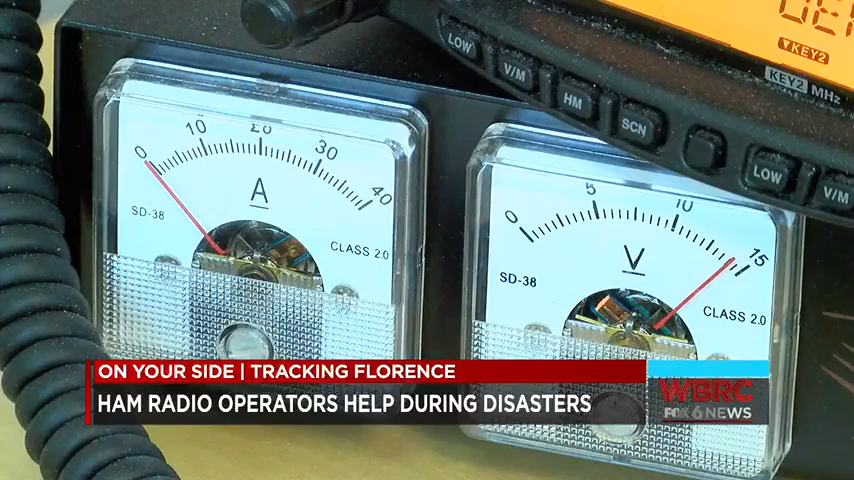 DE
KEY2
KEY2 MHz
LOW
V/M
HM
SCN
LOW
V/M
0 10 20 30 40
A
SD-38
CLASS 2.0
0 5 10 15
V
SD-38
CLASS 2.0
ON YOUR SIDE | TRACKING FLORENCE
HAM RADIO OPERATORS HELP DURING DISASTERS
WBRC
FOX 6 NEWS